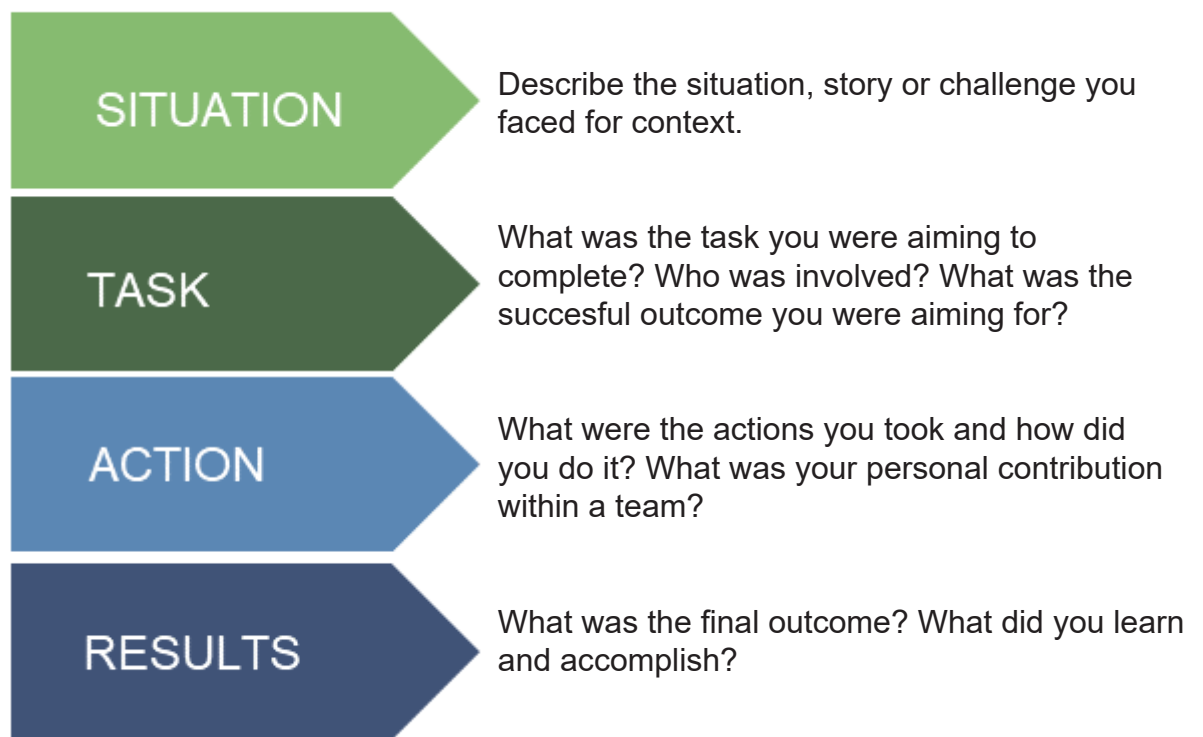 SITUATION
Describe the situation, story or challenge you
faced for context.
TASK
What was the task you were aiming to
complete? Who was involved? What was the
succesful outcome you were aiming for?
ACTION
What were the actions you took and how did
you do it? What was your personal contribution
within a team?
RESULTS
What was the final outcome? What did you learn
and accomplish?